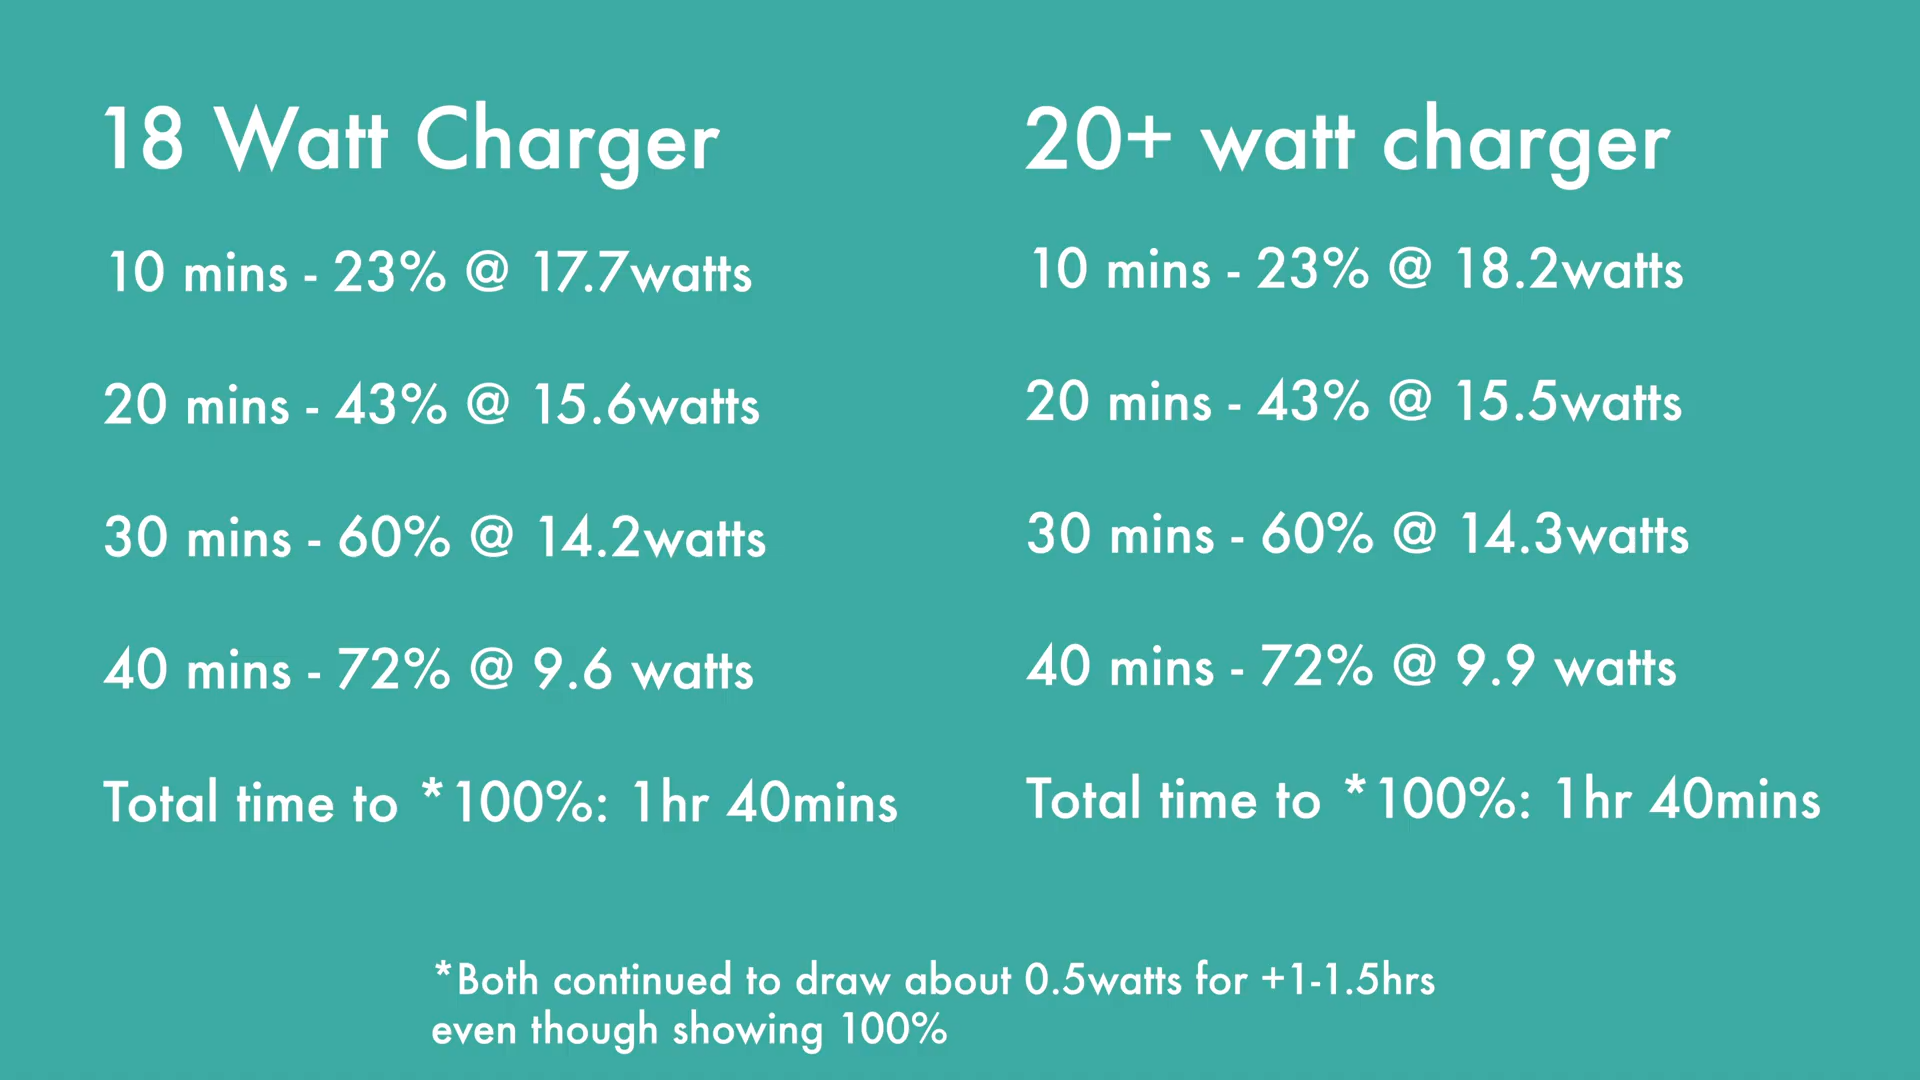 18 Watt Charger
10 mins - 23% @ 17.7watts
20 mins - 43% @ 15.6watts
30 mins - 60% @ 14.2watts
40 mins - 72% @ 9.6 watts
Total time to *100%: 1hr 40mins
20+ watt charger
10 mins - 23% @ 18.2watts
20 mins - 43% @ 15.5watts
30 mins - 60% @ 14.3watts
40 mins - 72% @ 9.9 watts
Total time to *100%: 1hr 40mins
*Both continued to draw about 0.5watts for +1-1.5hrs
even though showing 100%